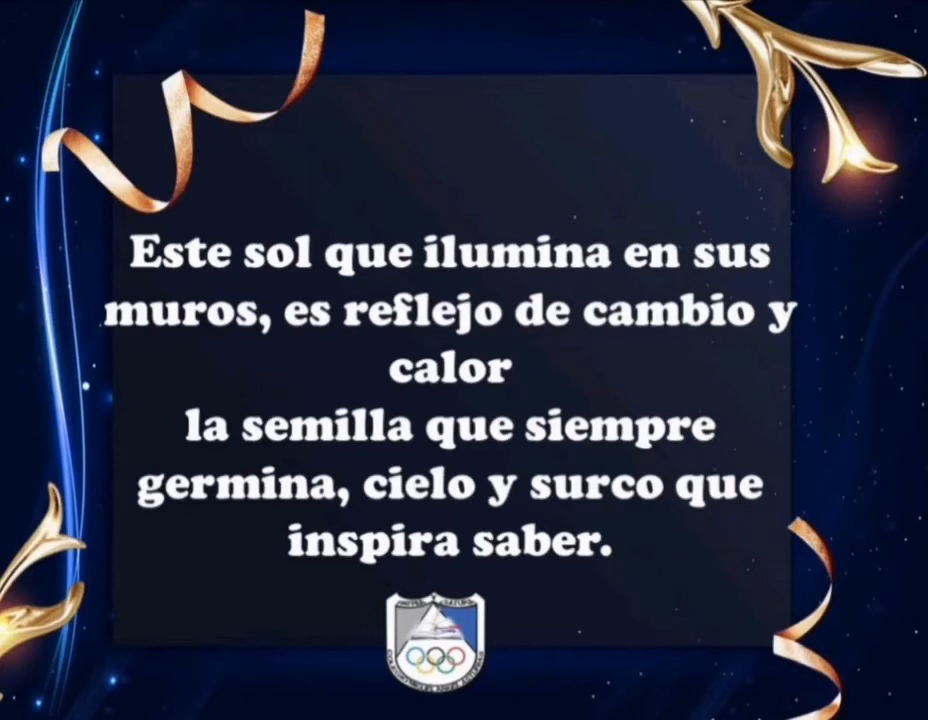 Este sol que ilumina en sus
muros, es reflejo de cambio y
calor
la semilla que siempre
germina, cielo y surco que
inspira saber.